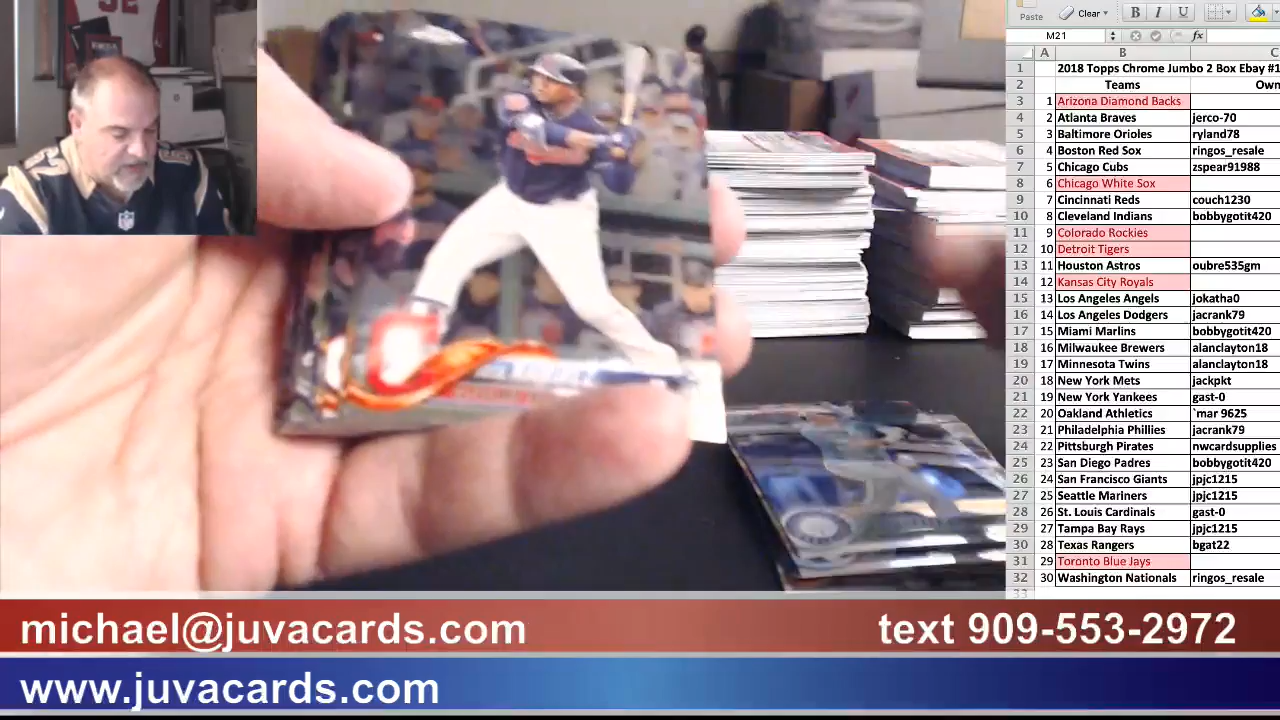 Paste
Clear
B I U
M21
fx
A B C
1 2018 Topps Chrome Jumbo 2 Box Ebay #1
2 Teams Own
3 1 Arizona Diamond Backs
4 2 Atlanta Braves jerco-70
5 3 Baltimore Orioles ryland78
6 4 Boston Red Sox ringos_resale
7 5 Chicago Cubs zspear91988
8 6 Chicago White Sox
9 7 Cincinnati Reds couch1230
10 8 Cleveland Indians bobbygotit420
11 9 Colorado Rockies
12 10 Detroit Tigers
13 11 Houston Astros oubre535gm
14 12 Kansas City Royals
15 13 Los Angeles Angels jokatha0
16 14 Los Angeles Dodgers jacrank79
17 15 Miami Marlins bobbygotit420
18 16 Milwaukee Brewers alanclayton18
19 17 Minnesota Twins alanclayton18
20 18 New York Mets jackpkt
21 19 New York Yankees gast-0
22 20 Oakland Athletics `mar 9625
23 21 Philadelphia Phillies jacrank79
24 22 Pittsburgh Pirates nwcardsupplies
25 23 San Diego Padres bobbygotit420
26 24 San Francisco Giants jpjc1215
27 25 Seattle Mariners jpjc1215
28 26 St. Louis Cardinals gast-0
29 27 Tampa Bay Rays jpjc1215
30 28 Texas Rangers bgat22
31 29 Toronto Blue Jays
32 30 Washington Nationals ringos_resale
33
michael@juvacards.com
text 909-553-2972
www.juvacards.com